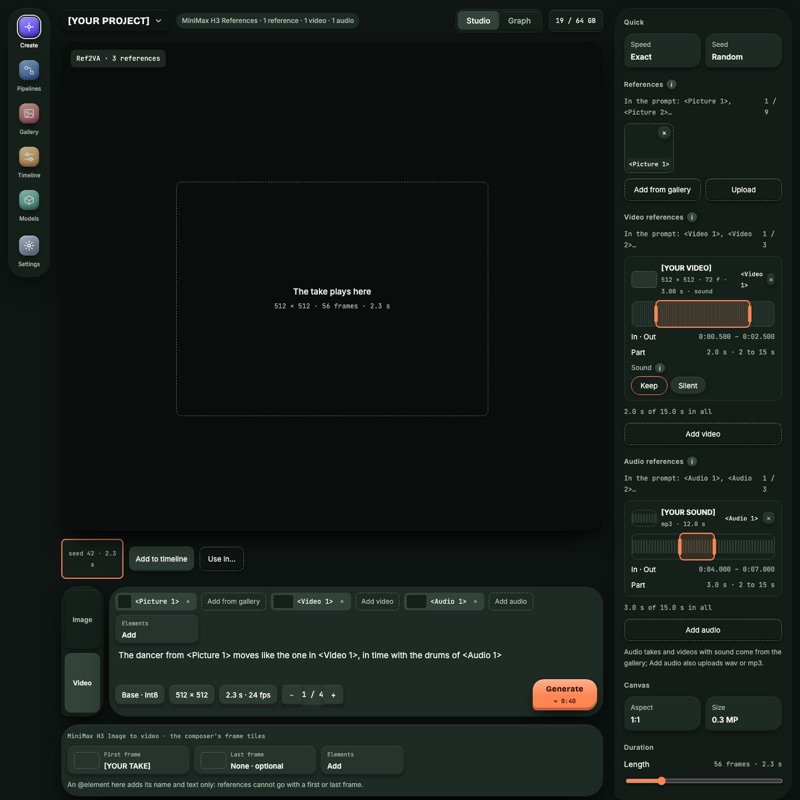 Create
Pipelines
Gallery
Timeline
Models
Settings
[YOUR PROJECT]
MiniMax H3 References · 1 reference · 1 video · 1 audio
Studio
Graph
19 / 64 GB
Ref2VA · 3 references
The take plays here
512 × 512 · 56 frames · 2.3 s
seed 42 · 2.3
s
Add to timeline
Use in…
Image
Video
<Picture 1> ×
Add from gallery
<Video 1> ×
Add video
<Audio 1> ×
Add audio
Elements
Add
The dancer from <Picture 1> moves like the one in <Video 1>, in time with the drums of <Audio 1>
Base · int8
512 × 512
2.3 s · 24 fps
− 1 / 4 +
Generate
≈ 0:40
MiniMax H3 Image to video · the composer's frame tiles
First frame
[YOUR TAKE]
Last frame
None · optional
Elements
Add
An @element here adds its name and text only: references cannot go with a first or last frame.
Quick
Speed
Exact
Seed
Random
References i
In the prompt: <Picture 1>, 1 /
<Picture 2>… 9
×
<Picture 1>
Add from gallery
Upload
Video references i
In the prompt: <Video 1>, <Video 1 /
2>… 3
[YOUR VIDEO]
512 × 512 · 72 f ·
3.00 s · sound
<Video
1>
×
In · Out 0:00.500 – 0:02.500
Part 2.0 s · 2 to 15 s
Sound i
Keep
Silent
2.0 s of 15.0 s in all
Add video
Audio references i
In the prompt: <Audio 1>, <Audio 1 /
2>… 3
[YOUR SOUND]
mp3 · 12.0 s
<Audio 1> ×
In · Out 0:04.000 – 0:07.000
Part 3.0 s · 2 to 15 s
3.0 s of 15.0 s in all
Add audio
Audio takes and videos with sound come from the
gallery; Add audio also uploads wav or mp3.
Canvas
Aspect
1:1
Size
0.3 MP
Duration
Length 56 frames · 2.3 s